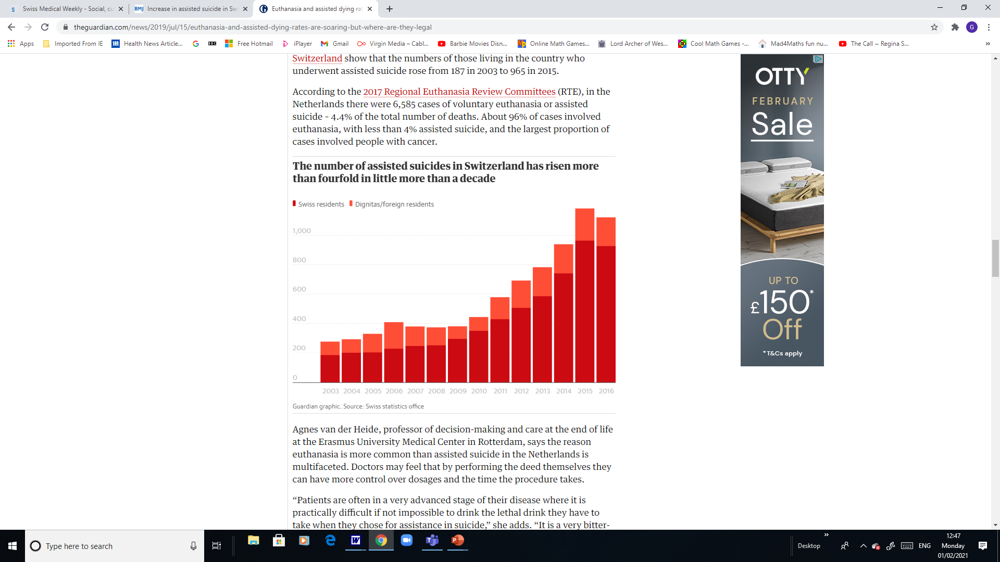 Swiss Medical Weekly - Social, cu
BMJ Increase in assisted suicide in Sw
Euthanasia and assisted dying ra
theguardian.com/news/2019/jul/15/euthanasia-and-assisted-dying-rates-are-soaring-but-where-are-they-legal
G
Apps Imported From IE Health News Article... BBC Free Hotmail iPlayer Gmail Virgin Media – Cabl... Barbie Movies Disn... Online Math Games... Lord Archer of Wes... Cool Math Games -... Mad4Maths fun nu... The Call ~ Regina S... »
Switzerland show that the numbers of those living in the country who
underwent assisted suicide rose from 187 in 2003 to 965 in 2015.
According to the 2017 Regional Euthanasia Review Committees (RTE), in the
Netherlands there were 6,585 cases of voluntary euthanasia or assisted
suicide – 4.4% of the total number of deaths. About 96% of cases involved
euthanasia, with less than 4% assisted suicide, and the largest proportion of
cases involved people with cancer.
The number of assisted suicides in Switzerland has risen more
than fourfold in little more than a decade
Swiss residents Dignitas/foreign residents
1,000
800
600
400
200
0
2003 2004 2005 2006 2007 2008 2009 2010 2011 2012 2013 2014 2015 2016
Guardian graphic. Source: Swiss statistics office
Agnes van der Heide, professor of decision-making and care at the end of life
at the Erasmus University Medical Center in Rotterdam, says the reason
euthanasia is more common than assisted suicide in the Netherlands is
multifaceted. Doctors may feel that by performing the deed themselves they
can have more control over dosages and the time the procedure takes.
“Patients are often in a very advanced stage of their disease where it is
practically difficult if not impossible to drink the lethal drink they have to
take when they chose for assistance in suicide,” she adds. “It is a very bitter-
OTTY
FEBRUARY
Sale
UP TO
£150*
Off
*T&Cs apply
Type here to search
Desktop
»
ENG
12:47
Monday
01/02/2021